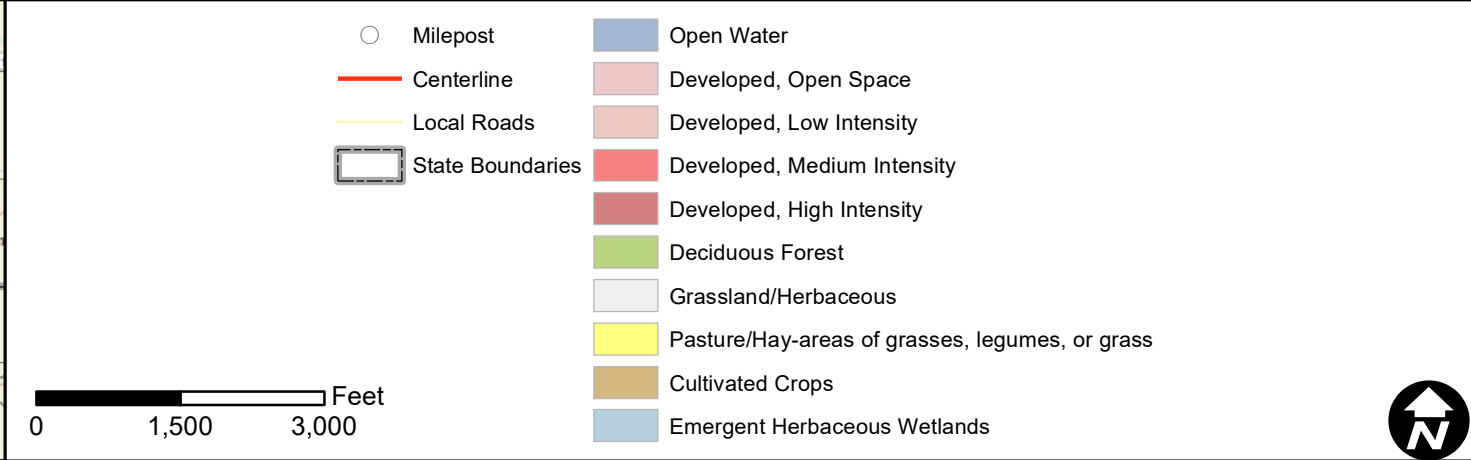 Milepost
Centerline
Local Roads
State Boundaries
Open Water
Developed, Open Space
Developed, Low Intensity
Developed, Medium Intensity
Developed, High Intensity
Deciduous Forest
Grassland/Herbaceous
Pasture/Hay-areas of grasses, legumes, or grass
Cultivated Crops
Emergent Herbaceous Wetlands
Feet
0 1,500 3,000
N